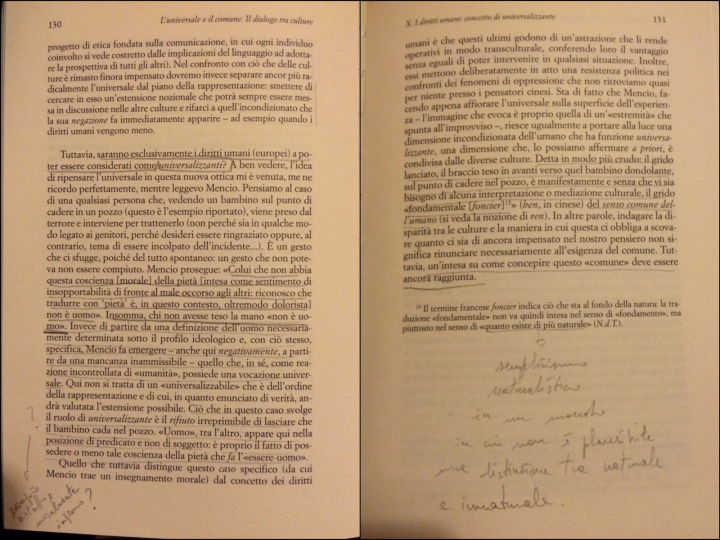 130
L'universale e il comune. Il dialogo tra culture
progetto di etica fondata sulla comunicazione, in cui ogni individuo
coinvolto si vede costretto dalle implicazioni del linguaggio ad adotta-
re la prospettiva di tutti gli altri). Nel confronto con ciò che delle cul-
ture è rimasto finora impensato dovremo invece separare ancor più ra-
dicalmente l'universale dal piano della rappresentazione: smettere di
cercare in esso un'estensione nozionale che potrà sempre essere mes-
sa in discussione nelle altre culture e rifarci a quell'incondizionato che
la sua negazione fa immediatamente apparire – ad esempio quando i
diritti umani vengono meno.
Tuttavia, saranno esclusivamente i diritti umani (europei) a po-
ter essere considerati come universalizzante? A ben vedere, l'idea
di ripensare l'universale in questa nuova ottica mi è venuta, me ne
ricordo perfettamente, mentre leggevo Mencio. Pensiamo al caso
di una qualsiasi persona che, vedendo un bambino sul punto di
cadere in un pozzo (questo è l'esempio riportato), viene preso dal
terrore e interviene per trattenerlo (non perché sia in qualche mo-
do legato ai genitori, perché desideri essere ringraziato oppure, al
contrario, tema di essere incolpato dell'incidente...). È un gesto
che ci sfugge, poiché del tutto spontaneo: un gesto che non pote-
va non essere compiuto. Mencio prosegue: «Colui che non abbia
questa coscienza [morale] della pietà [intesa come sentimento di
insopportabilità di fronte al male occorso agli altri: riconosco che
tradurre con 'pietà' è, in questo contesto, oltremodo dolorista]
non è uomo». Insomma, chi non avesse teso la mano «non è uo-
mo». Invece di partire da una definizione dell'uomo necessaria-
mente determinata sotto il profilo ideologico e, con ciò stesso,
specifica, Mencio fa emergere – anche qui negativamente, a parti-
re da una mancanza inammissibile – quello che, in sé, come rea-
zione incontrollata di «umanità», possiede una vocazione univer-
sale. Qui non si tratta di un «universalizzabile» che è dell'ordine
della rappresentazione e di cui, in quanto enunciato di verità, an-
drà valutata l'estensione possibile. Ciò che in questo caso svolge
il ruolo di universalizzante è il rifiuto irreprimibile di lasciare che
il bambino cada nel pozzo. «Uomo», tra l'altro, appare qui nella
posizione di predicato e non di soggetto: è proprio il fatto di pos-
sedere o meno tale coscienza della pietà che fa l'«essere-uomo».
Quello che tuttavia distingue questo caso specifico (da cui
Mencio trae un insegnamento morale) dal concetto dei diritti
?
?
X. I diritti umani: concetto di universalizzante
131
umani è che questi ultimi godono di un'astrazione che li rende
operativi in modo transculturale, conferendo loro il vantaggio
senza eguali di poter intervenire in qualsiasi situazione. Inoltre,
essi mettono deliberatamente in atto una resistenza politica nei
confronti dei fenomeni di oppressione che non ritroviamo quasi
per niente presso i pensatori cinesi. Sta di fatto che Mencio, fa-
cendo appena affiorare l'universale sulla superficie dell'esperien-
za – l'immagine che evoca è proprio quella di un'«estremità» che
spunta all'improvviso –, riesce ugualmente a portare alla luce una
dimensione incondizionata dell'umano che ha funzione universa-
lizzante, una dimensione che, lo possiamo affermare a priori, è
condivisa dalle diverse culture. Detta in modo più crudo: il grido
lanciato, il braccio teso in avanti verso quel bambino dondolante,
sul punto di cadere nel pozzo, è manifestamente e senza che vi sia
bisogno di alcuna interpretazione o mediazione culturale, il grido
«fondamentale [foncier]¹⁵» (ben, in cinese) del senso comune del-
l'umano (si veda la nozione di ren). In altre parole, indagare la di-
sparità tra le culture e la maniera in cui questa ci obbliga a scova-
re quanto ci sia di ancora impensato nel nostro pensiero non si-
gnifica rinunciare necessariamente all'esigenza del comune. Tut-
tavia, un'intesa su come concepire questo «comune» deve essere
ancora raggiunta.
¹⁵ Il termine francese foncier indica ciò che sta al fondo della natura: la tra-
duzione «fondamentale» non va quindi intesa nel senso di «fondamento», ma
piuttosto nel senso di «quanto esiste di più naturale» (N.d.T.).
semplicismo
naturalistico
in un mondo
in cui non è plausibile
una distinzione tra naturale
e innaturale.